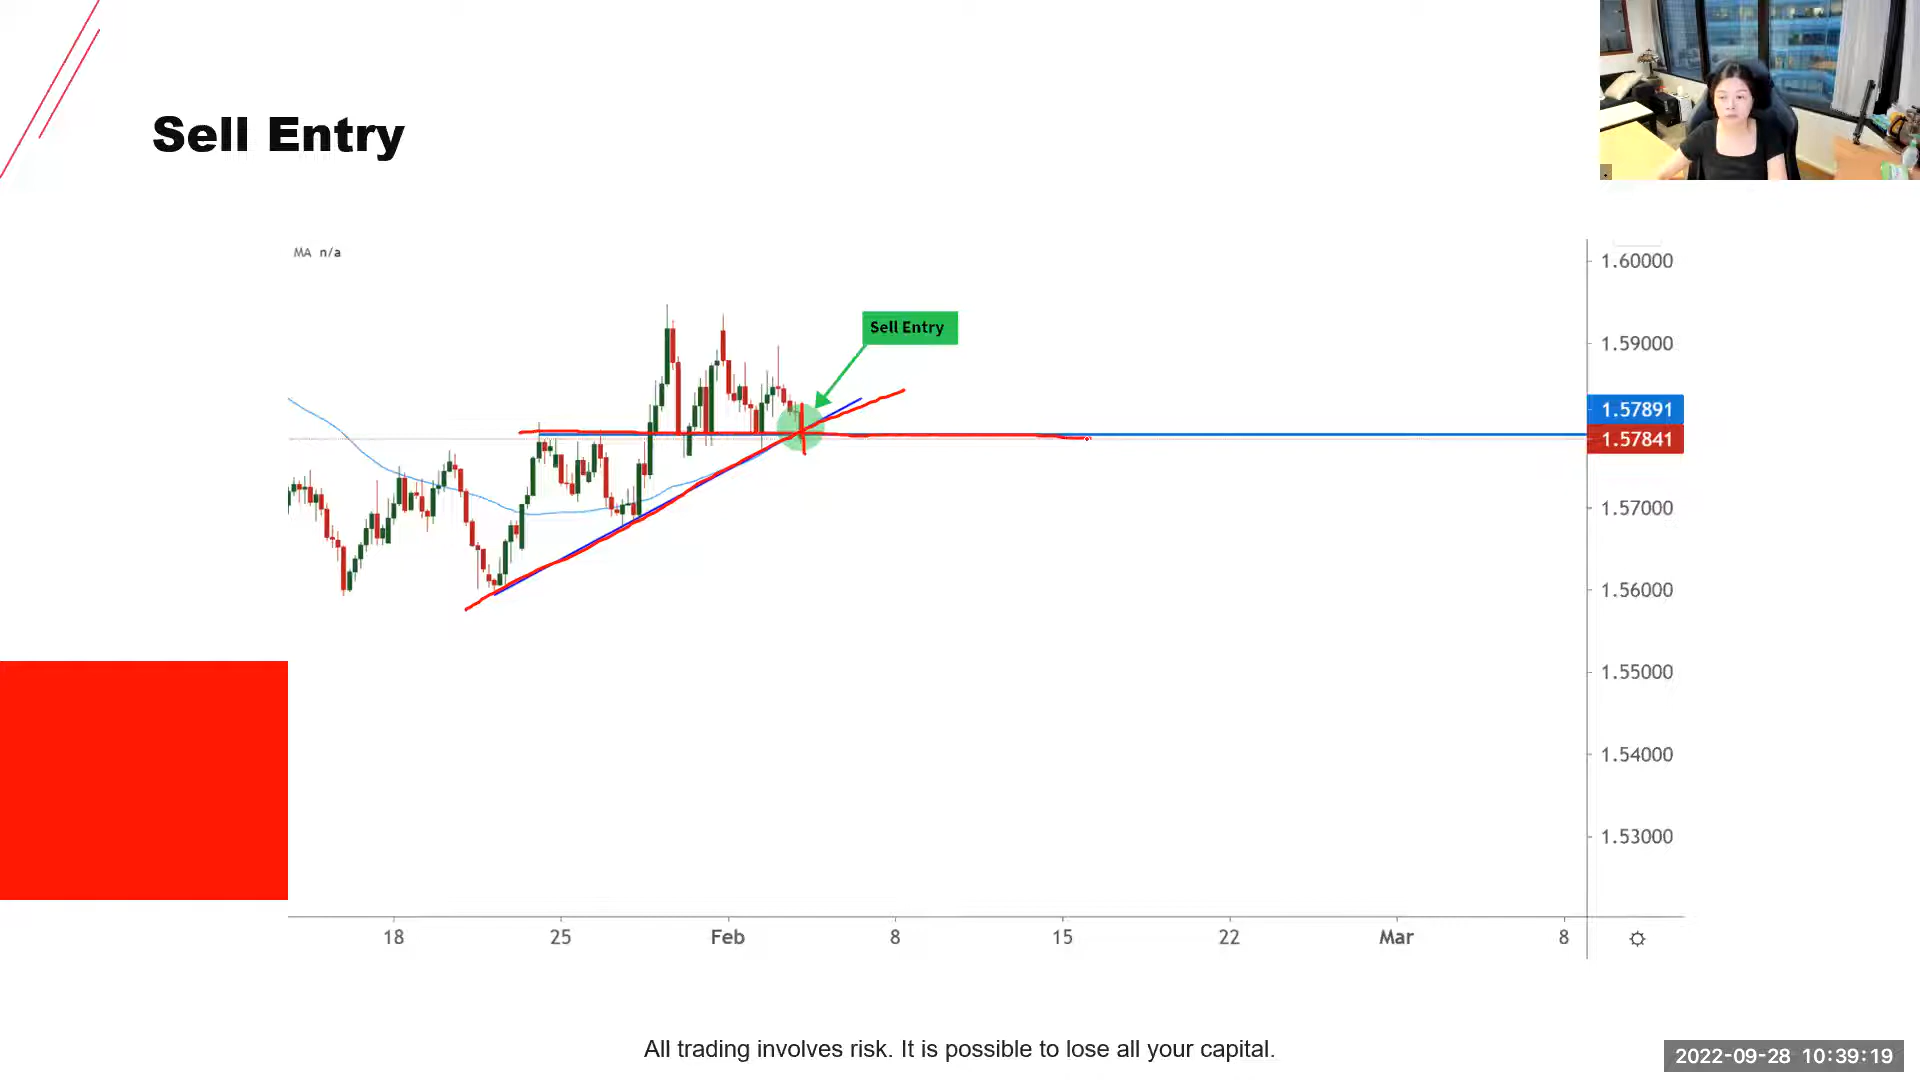 Sell Entry
MA n/a
Sell Entry
1.60000
1.59000
1.57891
1.57841
1.57000
1.56000
1.55000
1.54000
1.53000
18 25 Feb 8 15 22 Mar 8
All trading involves risk. It is possible to lose all your capital.
2022-09-28 10:39:19